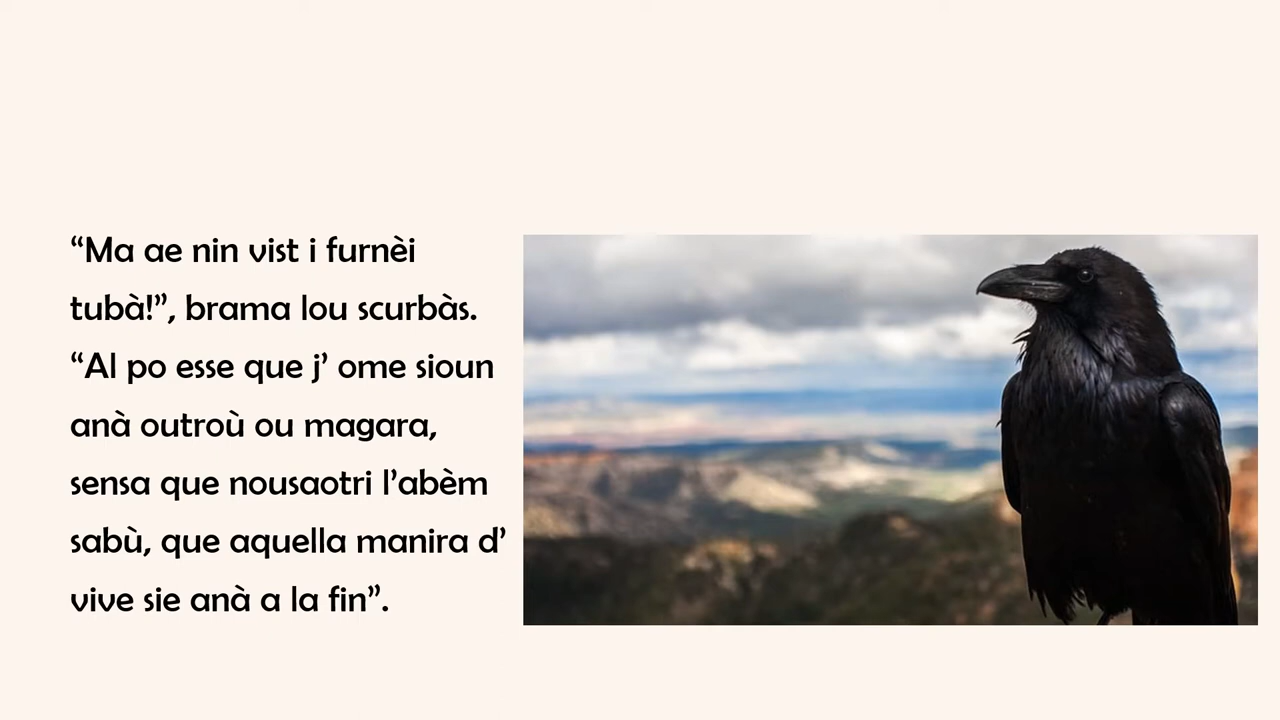 “Ma ae nin vist i furnèi
tubà!”, brama lou scurbàs.
“Al po esse que j’ ome sioun
anà outroù ou magara,
sensa que nousaotri l’abèm
sabù, que aquella manira d’
vive sie anà a la fin”.